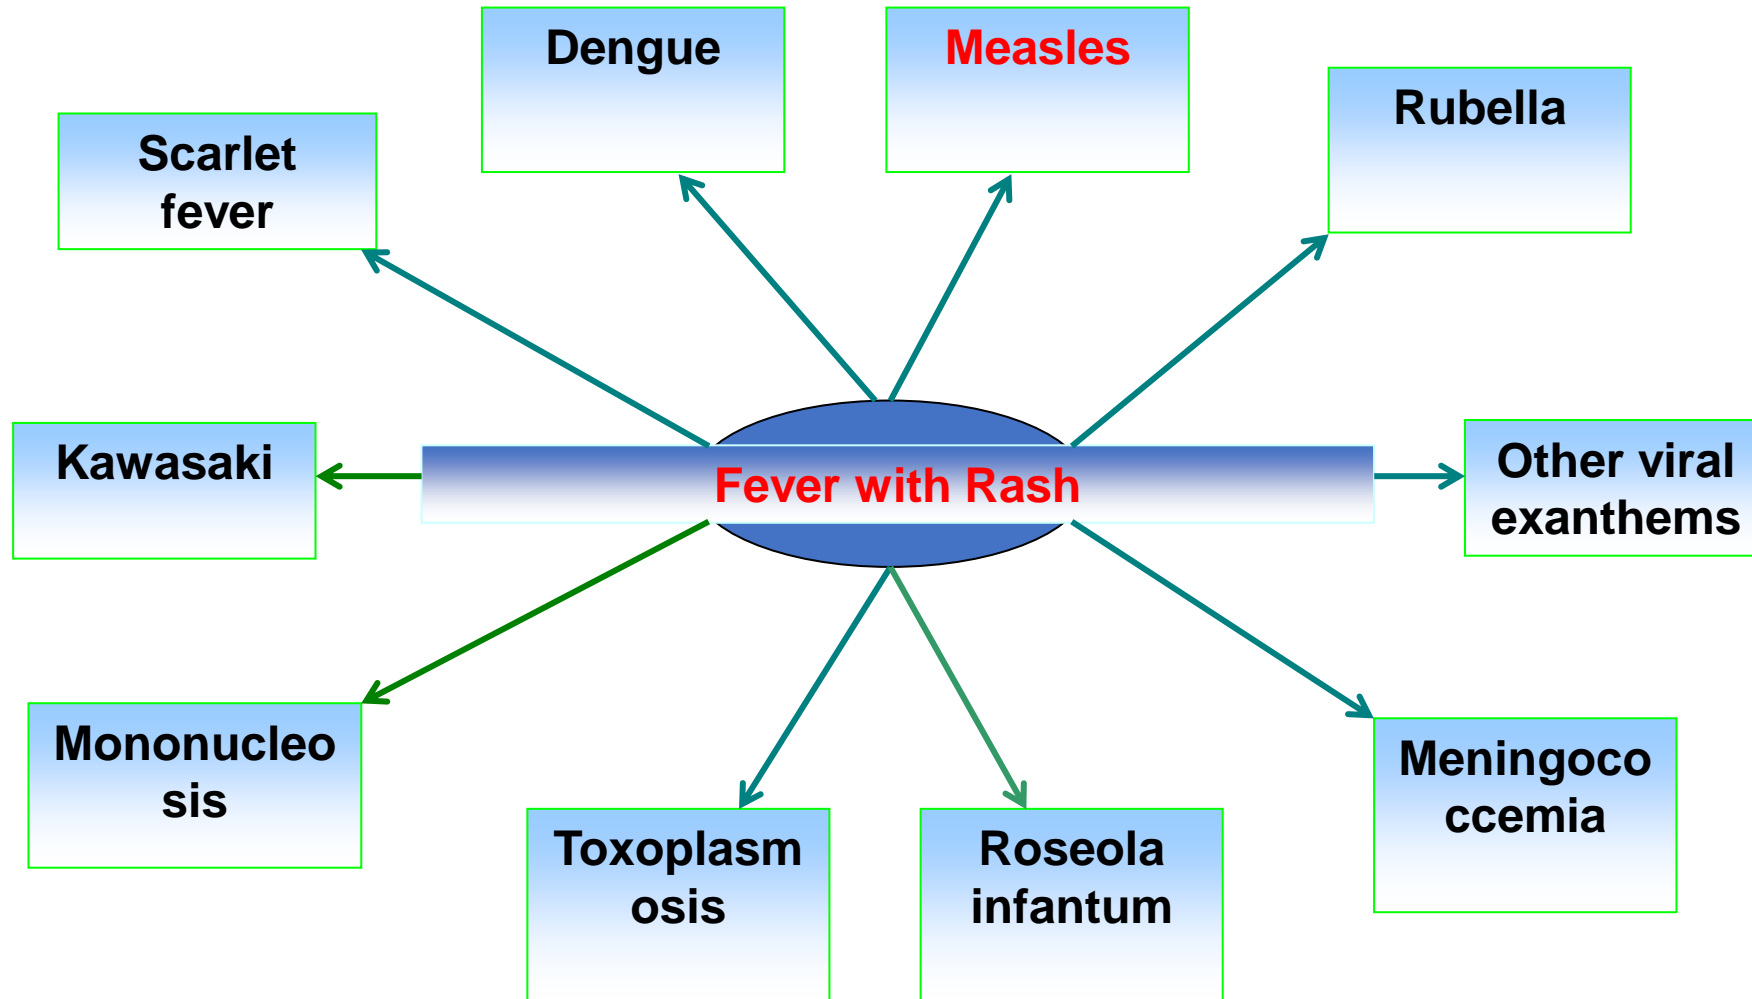 Dengue
Measles
Rubella
Scarlet
fever
Kawasaki
Fever with Rash
Other viral
exanthems
Mononucleo
sis
Meningoco
ccemia
Toxoplasm
osis
Roseola
infantum